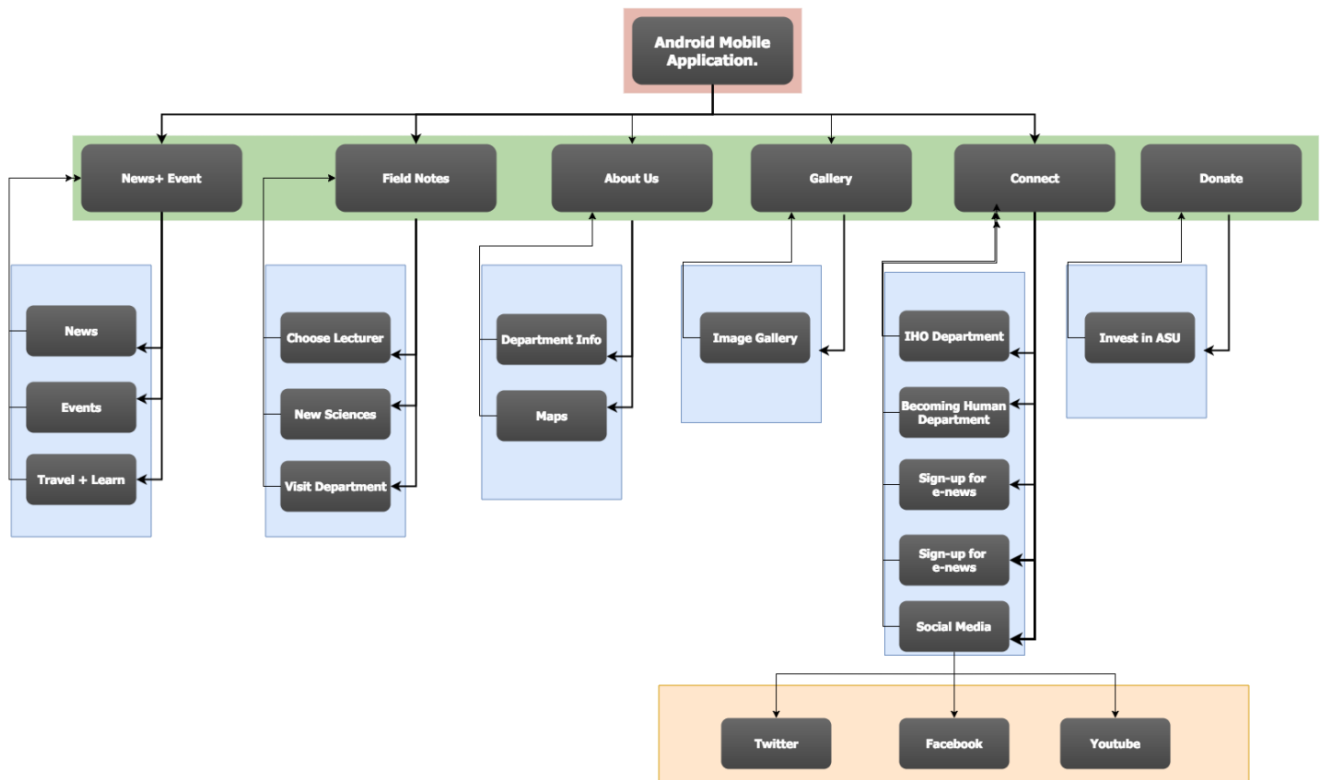 Android Mobile
Application.
News+ Event
Field Notes
About Us
Gallery
Connect
Donate
News
Events
Travel + Learn
Choose Lecturer
New Sciences
Visit Department
Department Info
Maps
Image Gallery
IHO Department
Becoming Human
Department
Sign-up for
e-news
Sign-up for
e-news
Social Media
Invest in ASU
Twitter
Facebook
Youtube